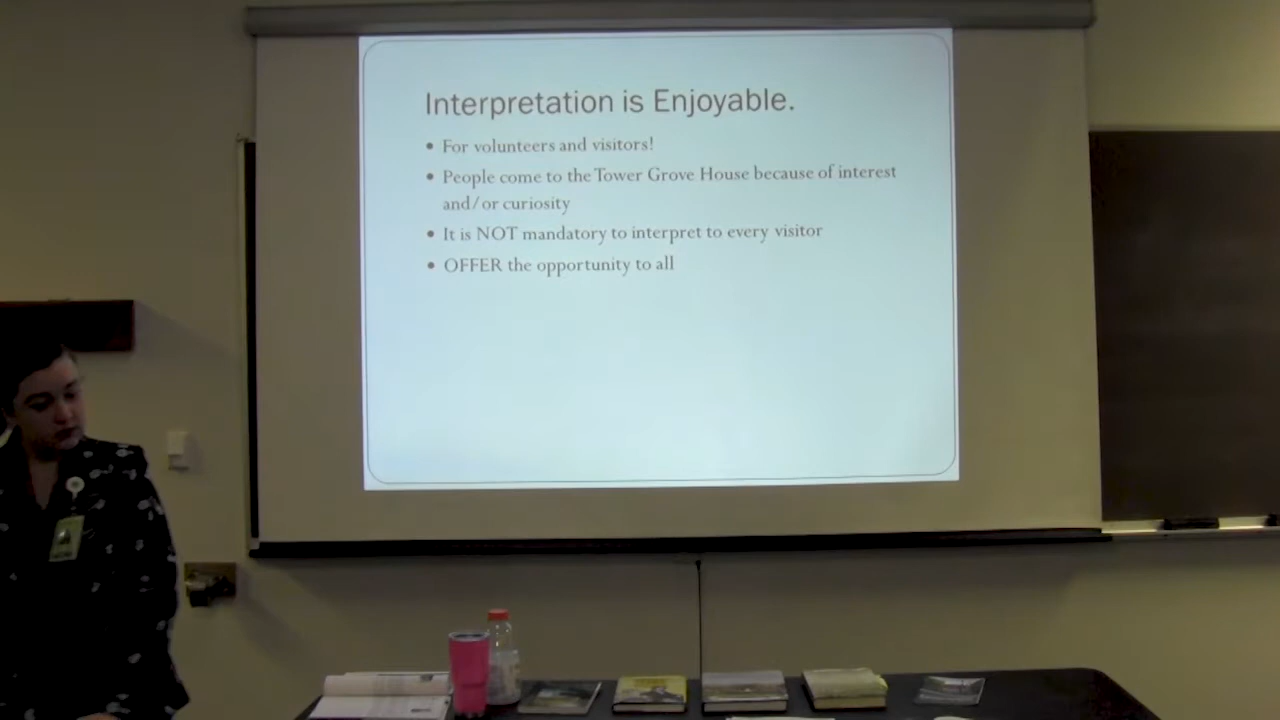 Interpretation is Enjoyable.
• For volunteers and visitors!
• People come to the Tower Grove House because of interest
and/or curiosity
• It is NOT mandatory to interpret to every visitor
• OFFER the opportunity to all